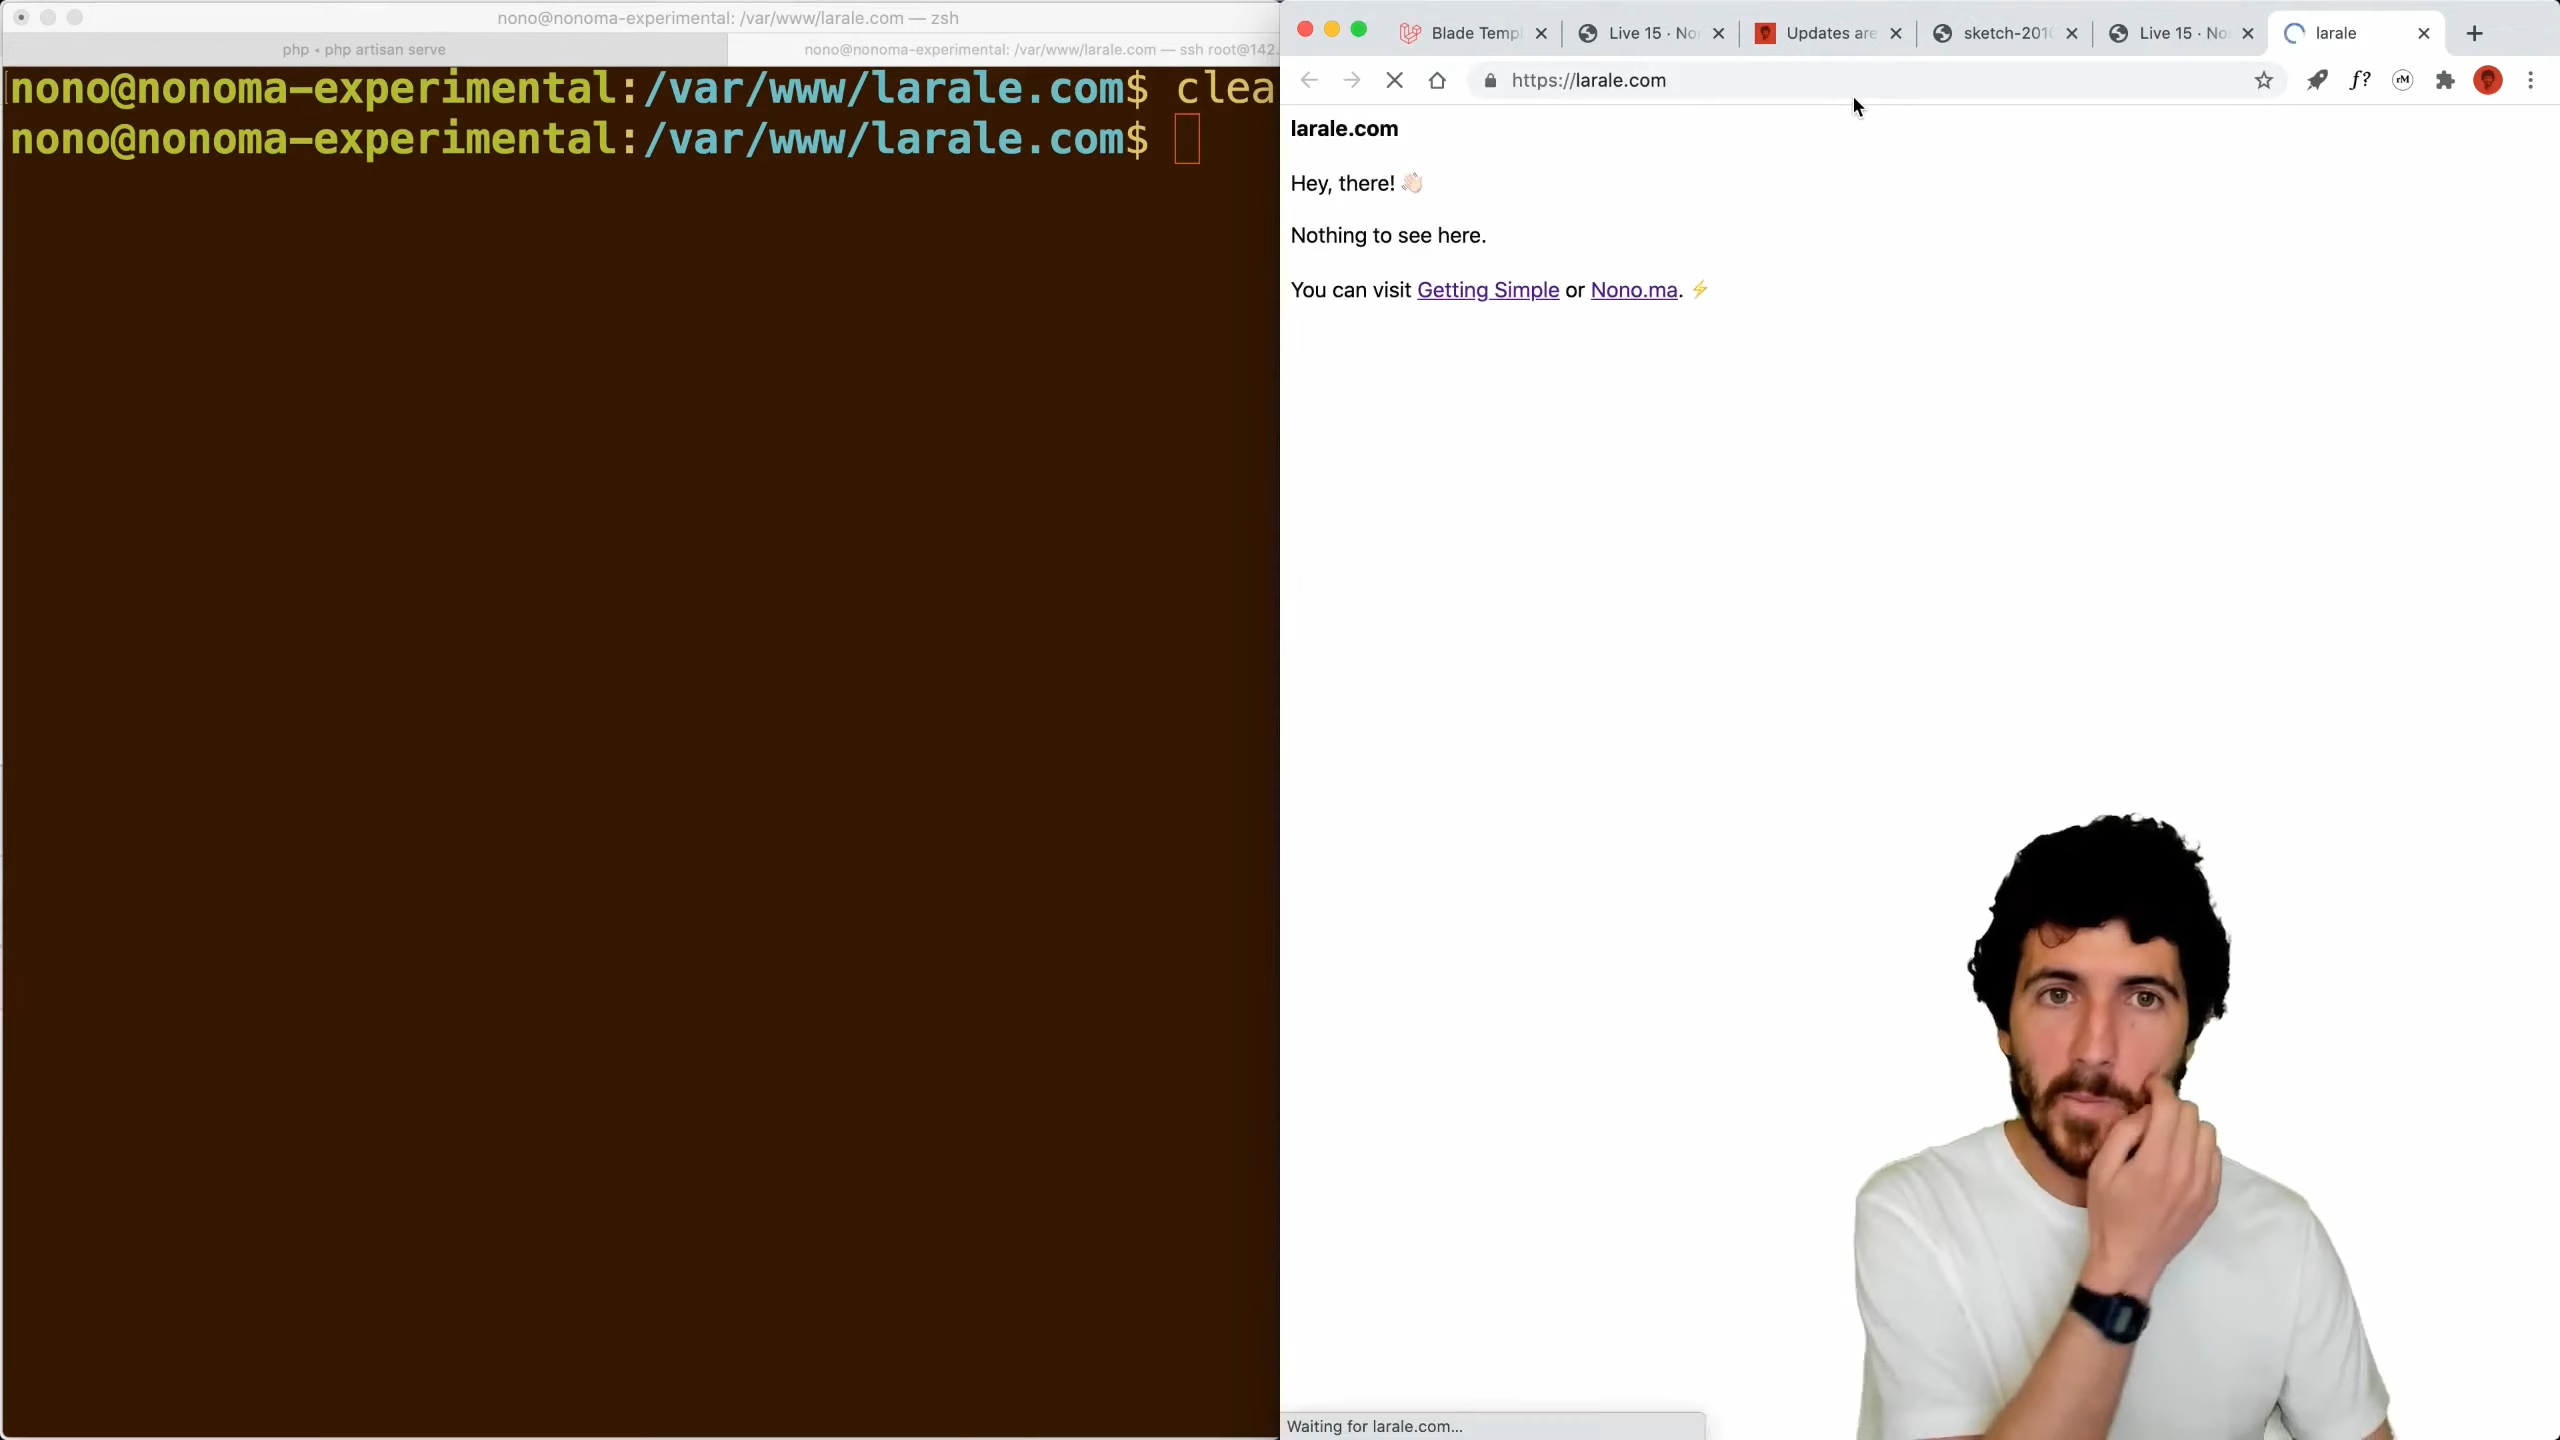 nono@nonoma-experimental: /var/www/larale.com — zsh
php • php artisan serve
nono@nonoma-experimental: /var/www/larale.com — ssh root@142.
nono@nonoma-experimental:/var/www/larale.com$ clea
nono@nonoma-experimental:/var/www/larale.com$
Blade Templ
Live 15 · Nor
Updates are
sketch-2010
Live 15 · No
larale
https://larale.com
f?
rM
larale.com
Hey, there! 👋🏻
Nothing to see here.
You can visit Getting Simple or Nono.ma. ⚡
Waiting for larale.com...